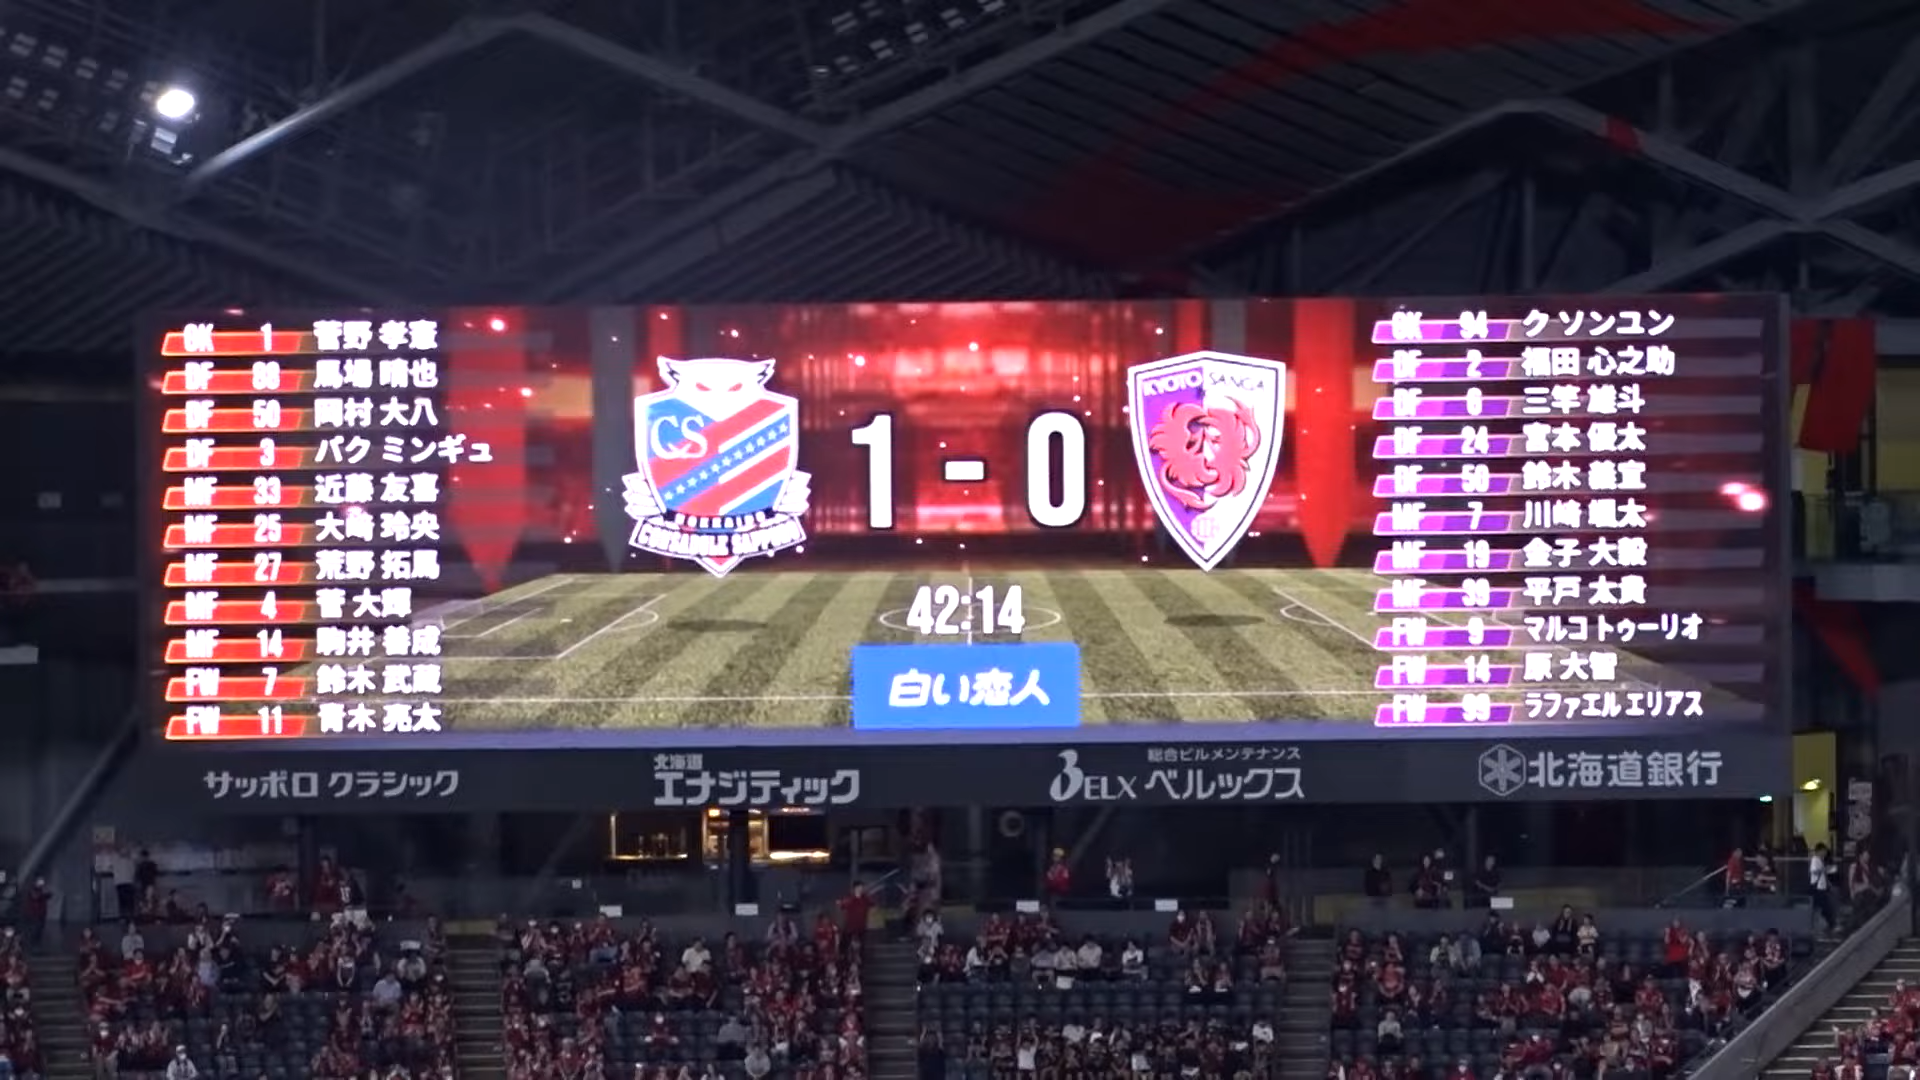 GK 1 菅野 孝憲
DF 88 馬場 晴也
DF 50 岡村 大八
DF 3 パク ミンギュ
MF 33 近藤 友喜
MF 25 大﨑 玲央
MF 27 荒野 拓馬
MF 4 菅 大輝
MF 14 駒井 善成
FW 7 鈴木 武蔵
FW 11 青木 亮太
CS
HOKKAIDO
CONSADOLE SAPPORO
1 - 0
KYOTO SANGA
42:14
白い恋人
GK 94 ク ソンユン
DF 2 福田 心之助
DF 6 三竿 雄斗
DF 24 宮本 優太
DF 50 鈴木 義宜
MF 7 川﨑 颯太
MF 19 金子 大毅
MF 39 平戸 太貴
FW 9 マルコ トゥーリオ
FW 14 原 大智
FW 99 ラファエル エリアス
サッポロ クラシック
北海道
エナジティック
総合ビルメンテナンス
BELX ベルックス
北海道銀行